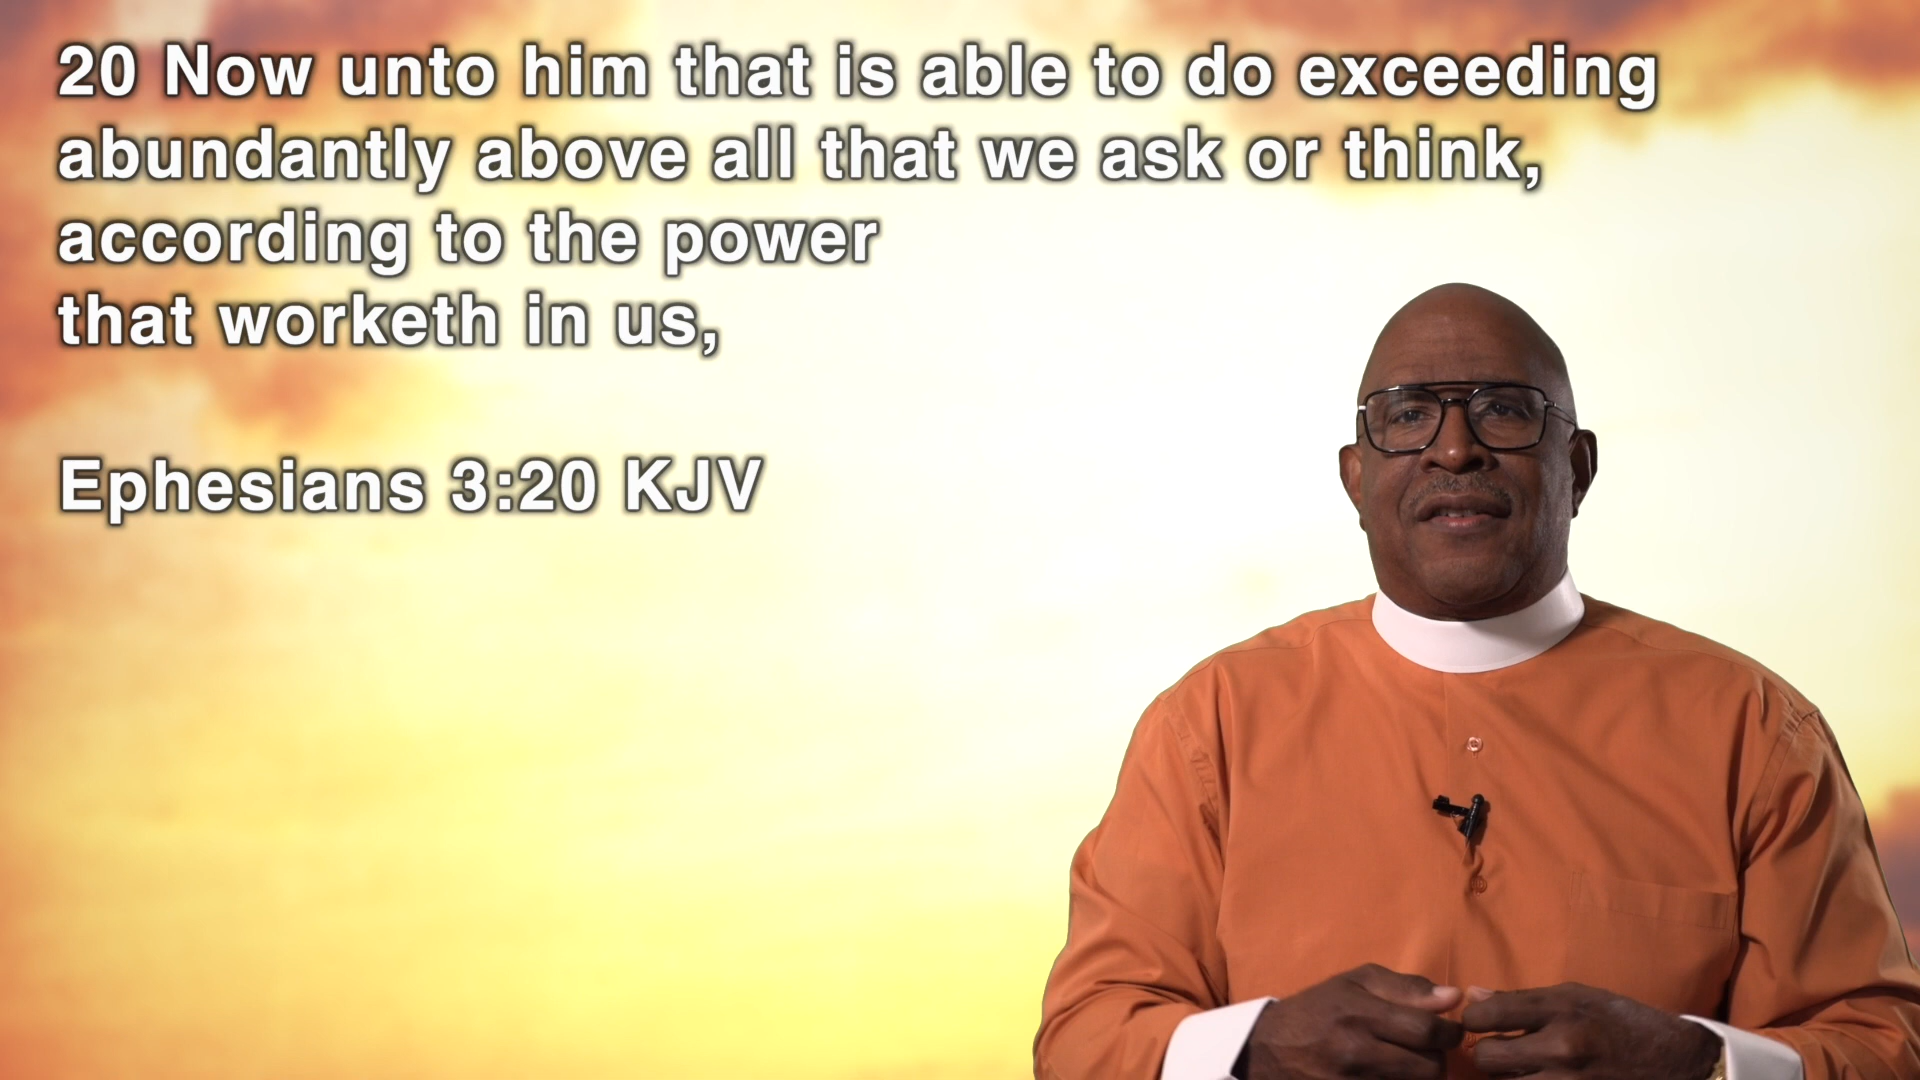 20 Now unto him that is able to do exceeding
abundantly above all that we ask or think,
according to the power
that worketh in us,
Ephesians 3:20 KJV